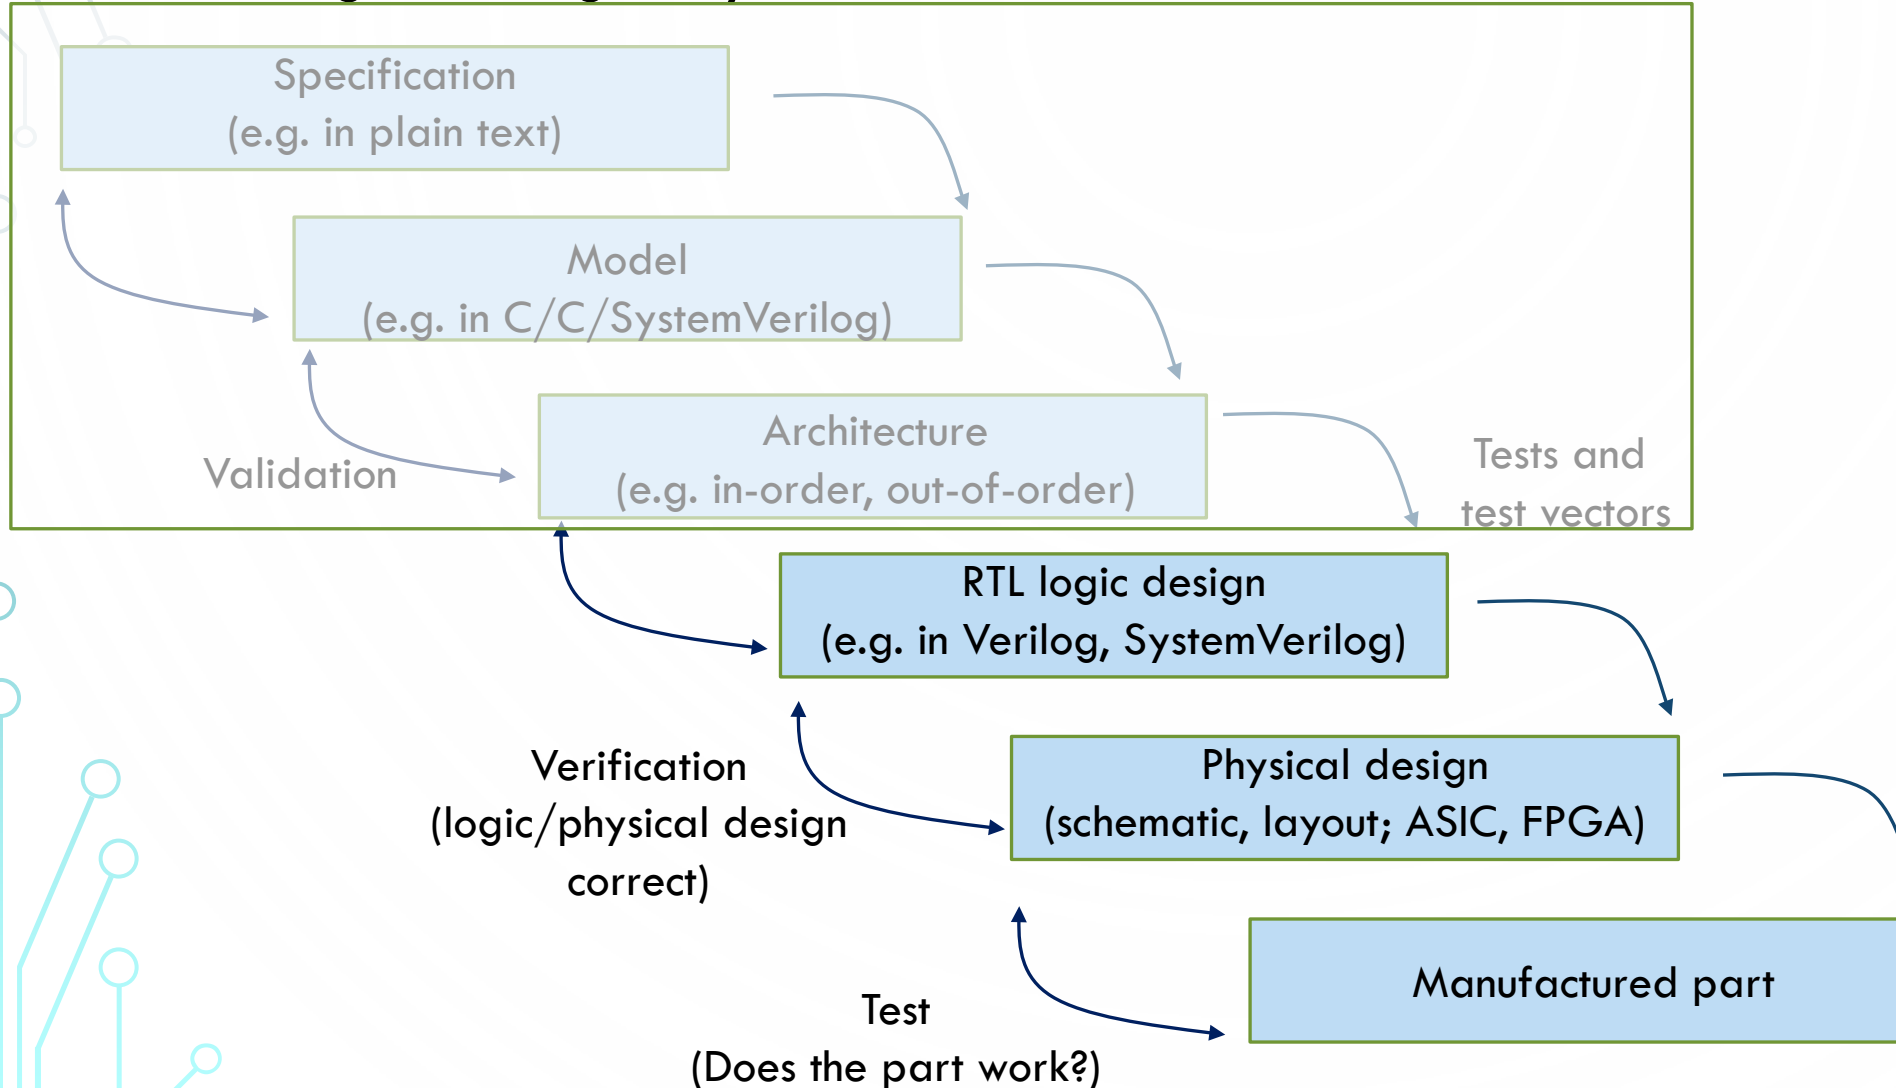 Specification
(e.g. in plain text)
Model
(e.g. in C/C/SystemVerilog)
Architecture
(e.g. in-order, out-of-order)
Validation
Tests and
test vectors
RTL logic design
(e.g. in Verilog, SystemVerilog)
Verification
(logic/physical design
correct)
Physical design
(schematic, layout; ASIC, FPGA)
Manufactured part
Test
(Does the part work?)